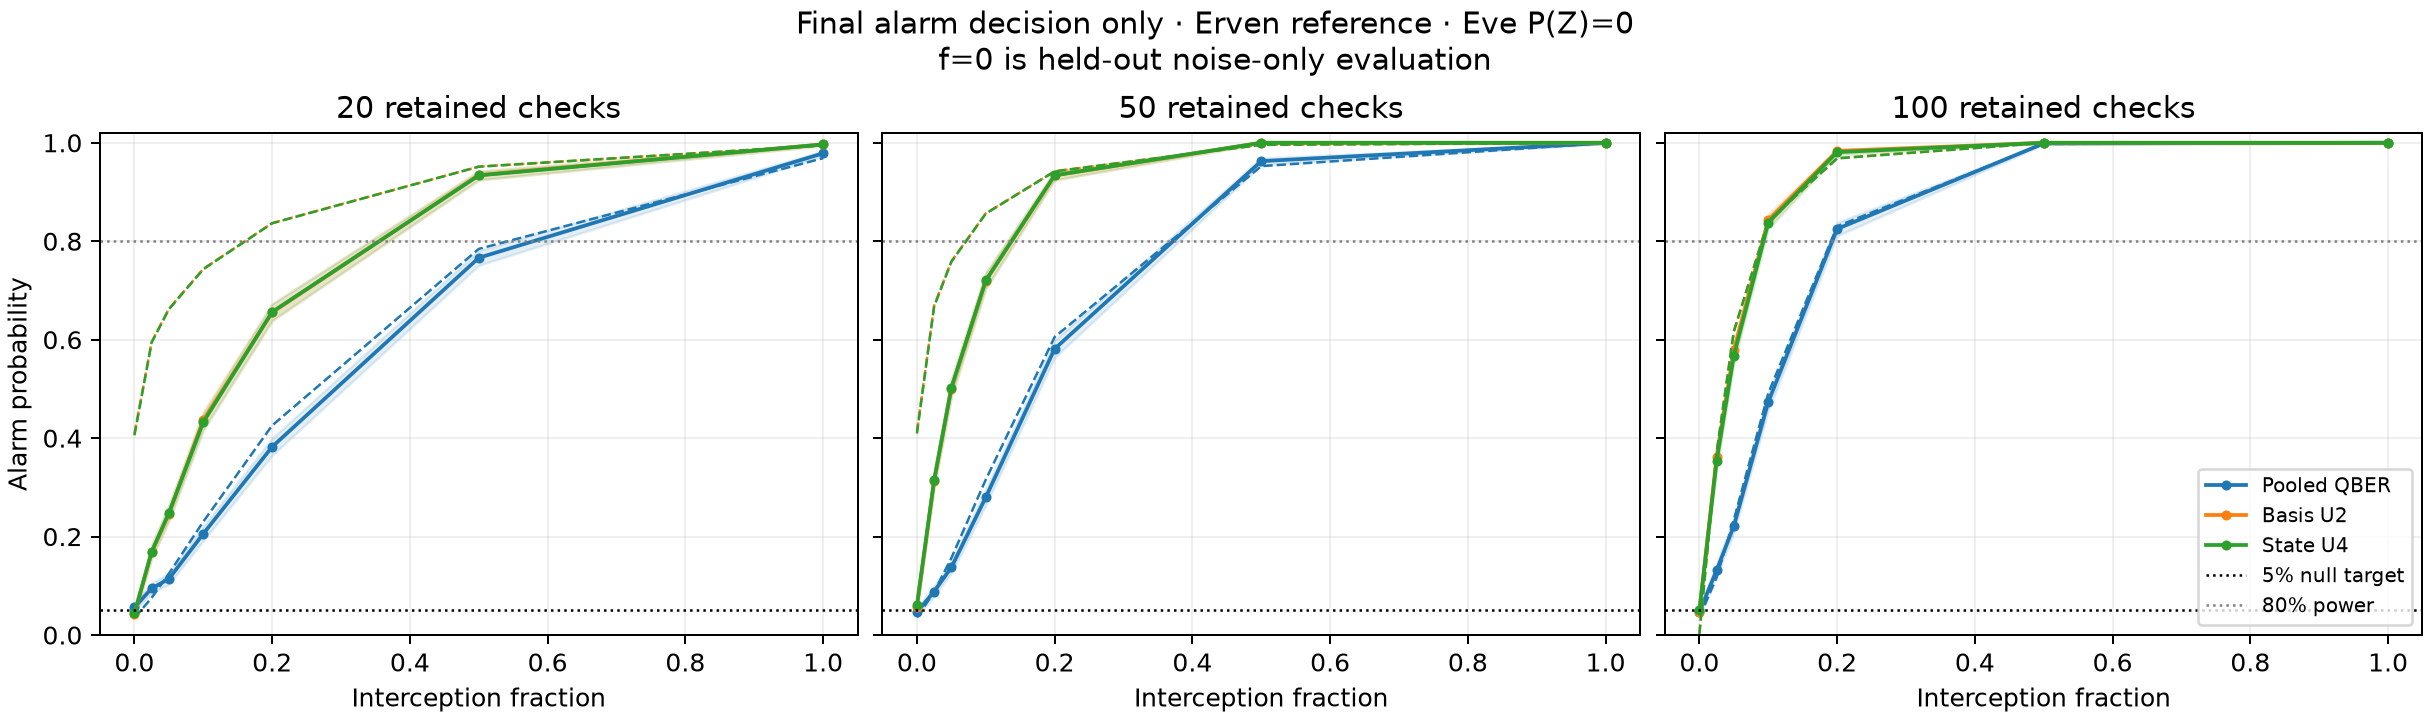 Final alarm decision only · Erven reference · Eve P(Z)=0
f=0 is held-out noise-only evaluation
20 retained checks
50 retained checks
100 retained checks
Alarm probability
1.0
0.8
0.6
0.4
0.2
0.0
0.0 0.2 0.4 0.6 0.8 1.0
Interception fraction
0.0 0.2 0.4 0.6 0.8 1.0
Interception fraction
Pooled QBER
Basis U2
State U4
5% null target
80% power
0.0 0.2 0.4 0.6 0.8 1.0
Interception fraction